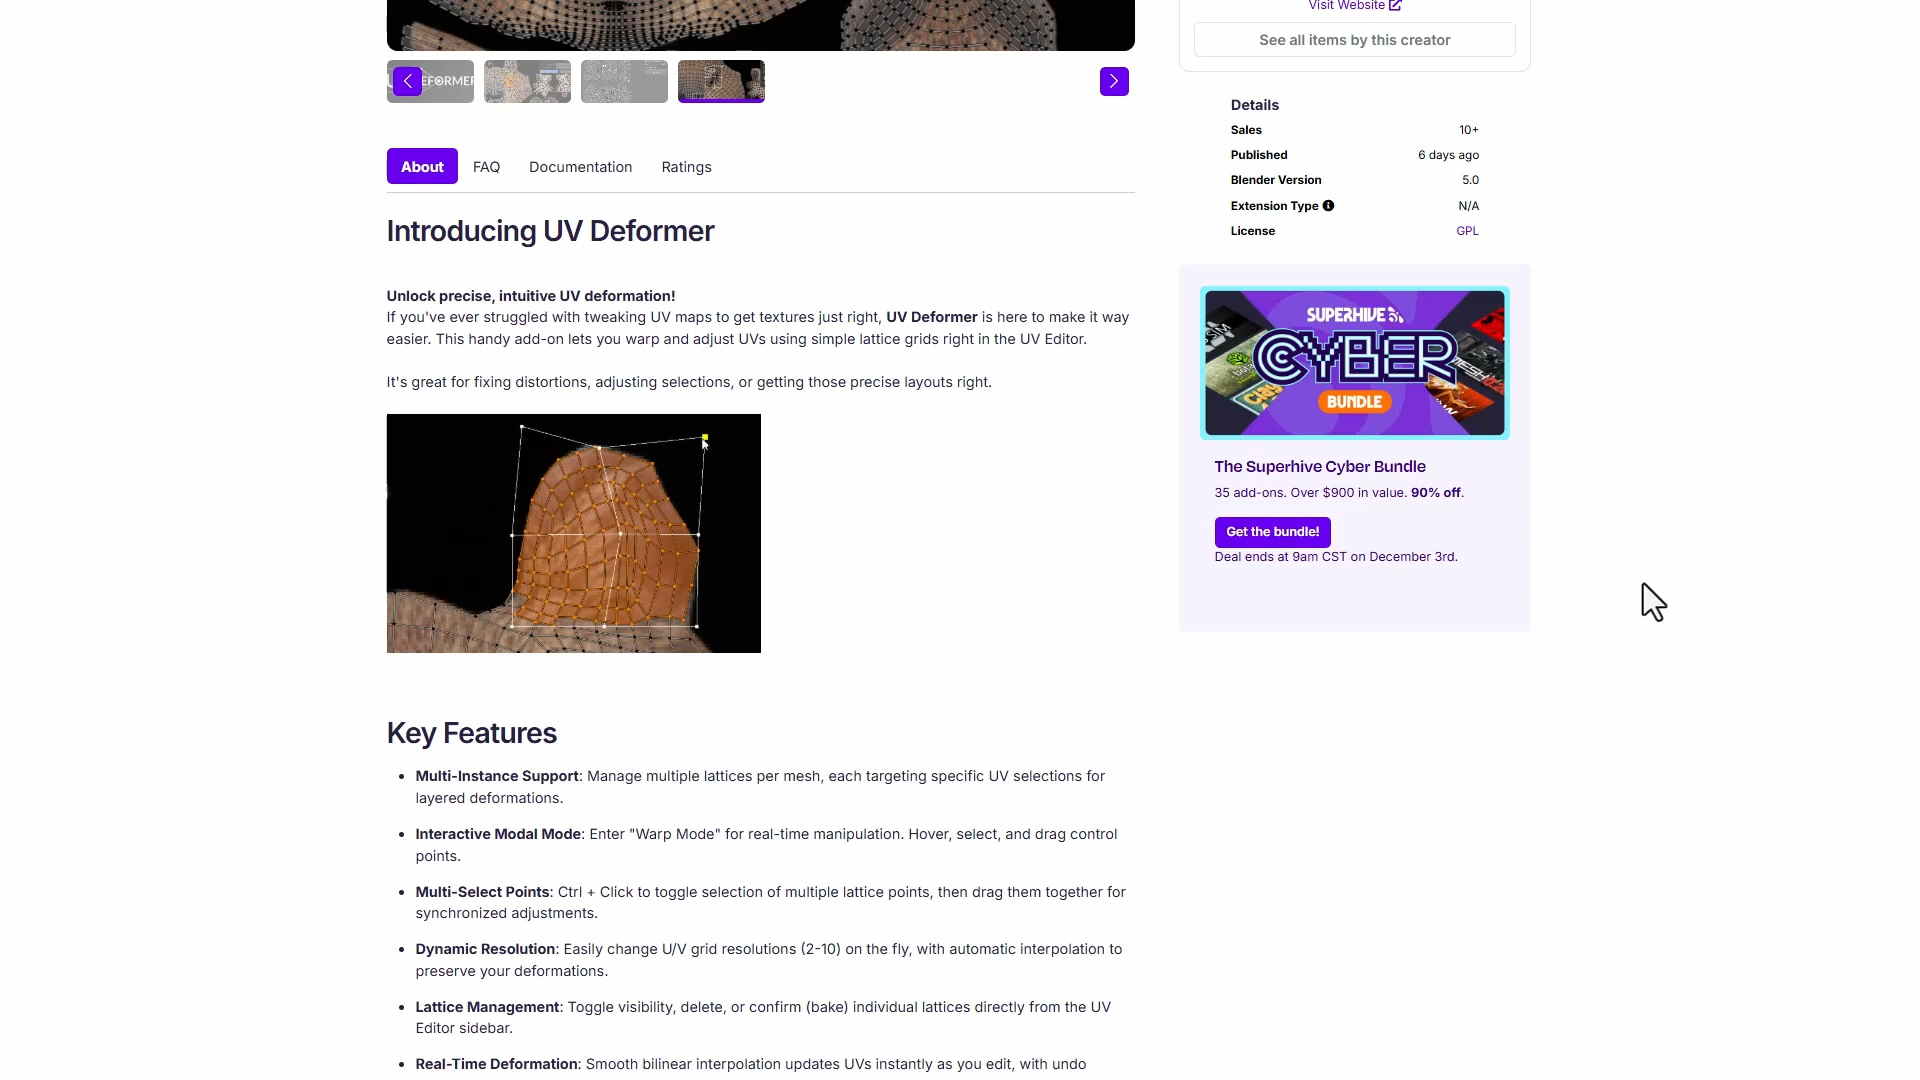 Visit Website
See all items by this creator
EFORMER
About
FAQ
Documentation
Ratings
Introducing UV Deformer
Unlock precise, intuitive UV deformation!
If you've ever struggled with tweaking UV maps to get textures just right, UV Deformer is here to make it way
easier. This handy add-on lets you warp and adjust UVs using simple lattice grids right in the UV Editor.
It's great for fixing distortions, adjusting selections, or getting those precise layouts right.
Key Features
Multi-Instance Support: Manage multiple lattices per mesh, each targeting specific UV selections for
layered deformations.
Interactive Modal Mode: Enter "Warp Mode" for real-time manipulation. Hover, select, and drag control
points.
Multi-Select Points: Ctrl + Click to toggle selection of multiple lattice points, then drag them together for
synchronized adjustments.
Dynamic Resolution: Easily change U/V grid resolutions (2-10) on the fly, with automatic interpolation to
preserve your deformations.
Lattice Management: Toggle visibility, delete, or confirm (bake) individual lattices directly from the UV
Editor sidebar.
Real-Time Deformation: Smooth bilinear interpolation updates UVs instantly as you edit, with undo
Details
Sales 10+
Published 6 days ago
Blender Version 5.0
Extension Type N/A
License GPL
SUPERHIVE
CYBER
BUNDLE
The Superhive Cyber Bundle
35 add-ons. Over $900 in value. 90% off.
Get the bundle!
Deal ends at 9am CST on December 3rd.